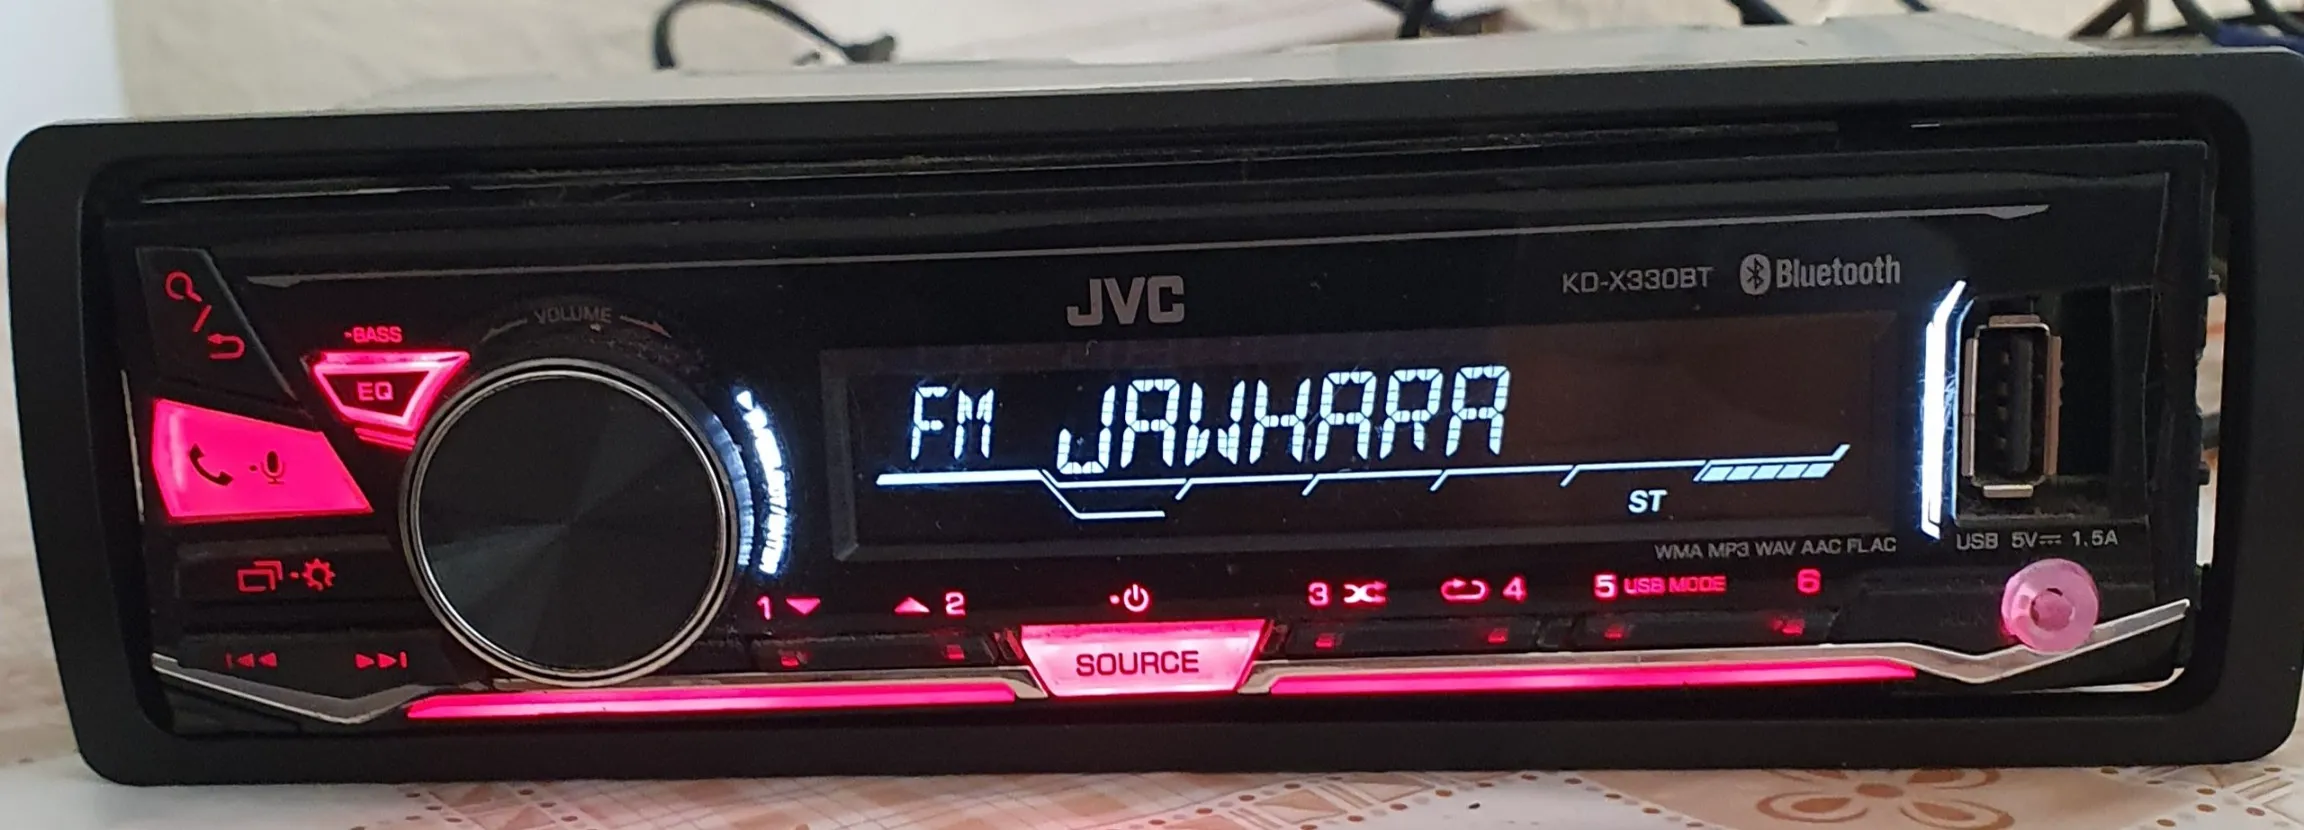 JVC
KD-X330BT Bluetooth
VOLUME
BASS
EQ
FM JAWHARA
ST
WMA MP3 WAV AAC FLAC
USB 5V 1.5A
1 2 3 4 5 USB MODE 6
SOURCE